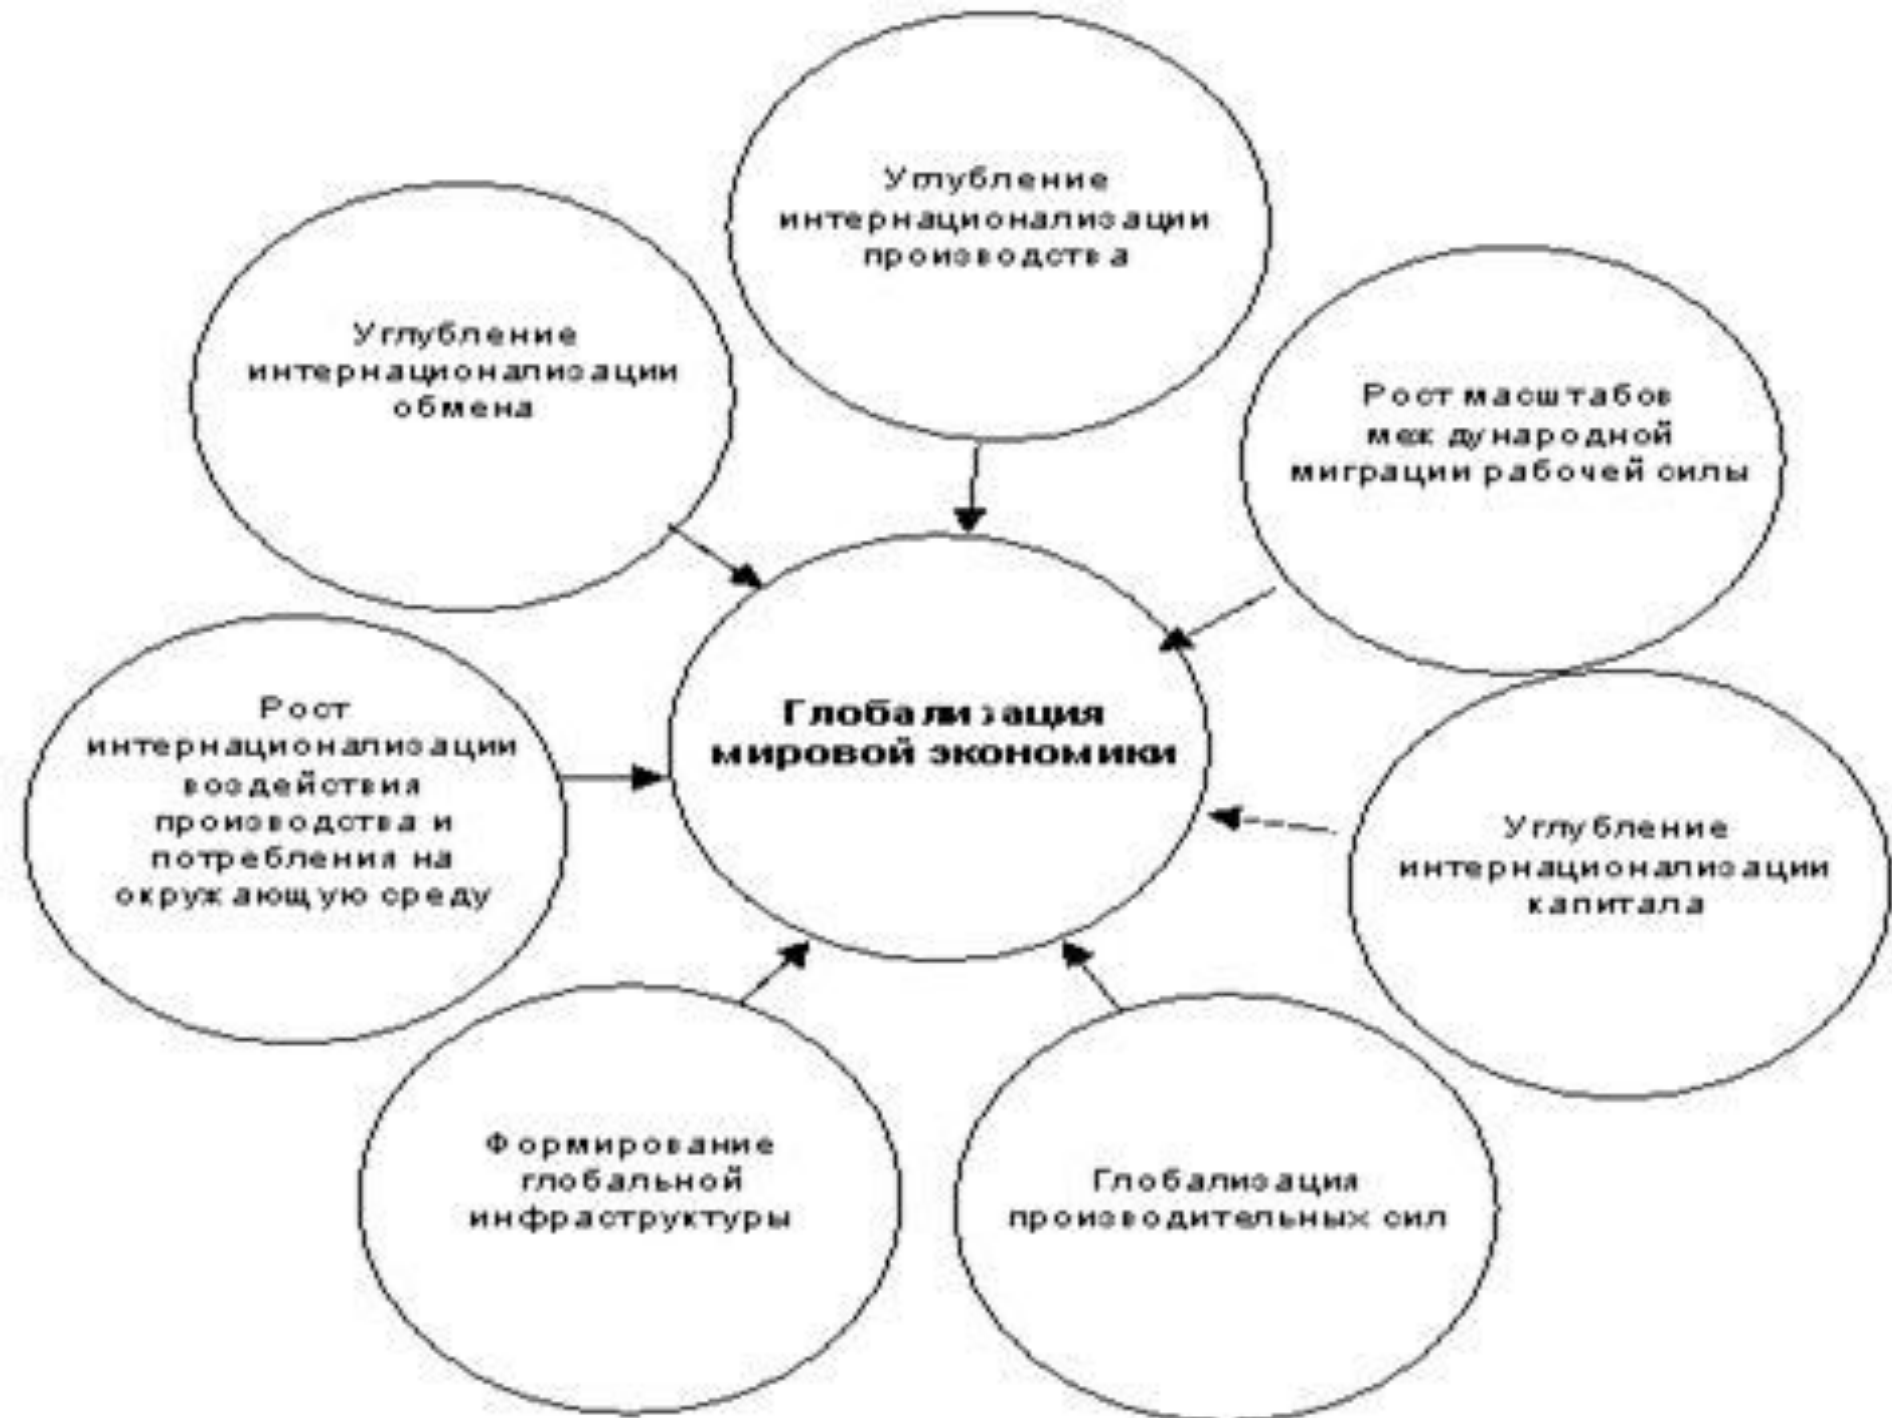 Углубление
интернационализации
производства
Углубление
интернационализации
обмена
Рост масштабов
международной
миграции рабочей силы
Рост
интернационализации
воздействия
производства и
потребления на
окружающую среду
Глобализация
мировой экономики
Углубление
интернационализации
капитала
Формирование
глобальной
инфраструктуры
Глобализация
производительных сил